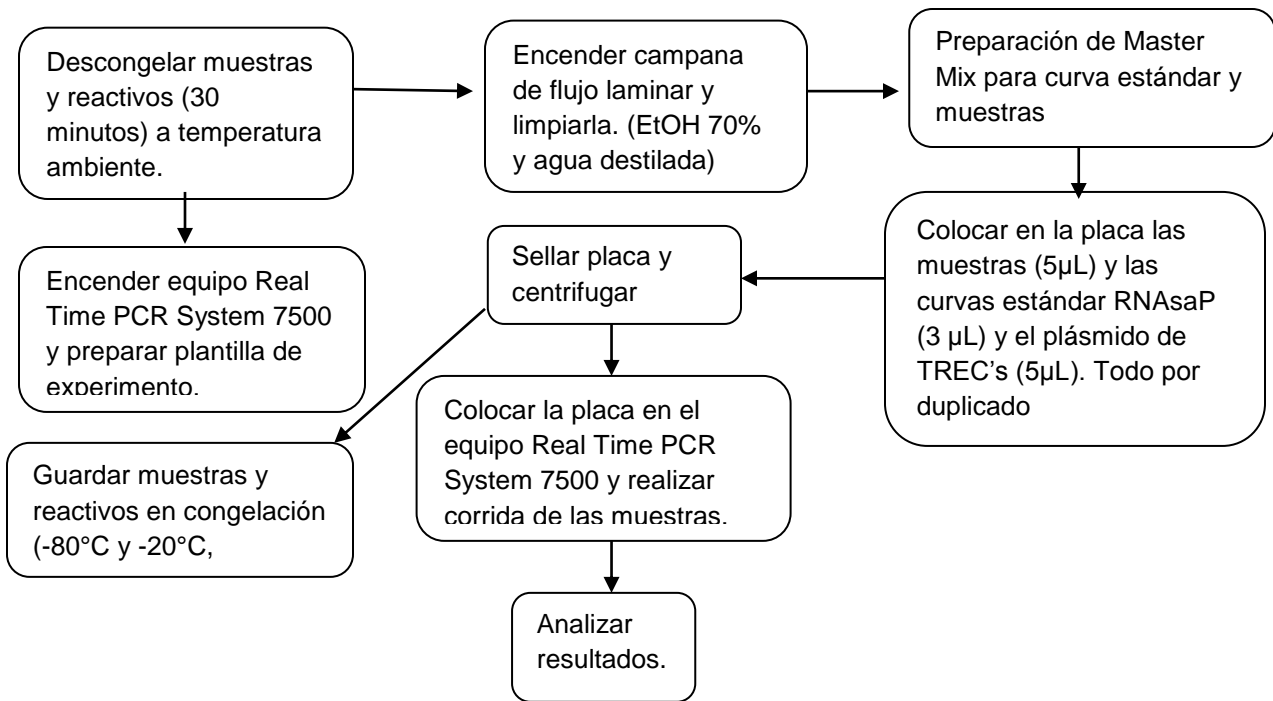 Descongelar muestras
y reactivos (30
minutos) a temperatura
ambiente.
Encender campana
de flujo laminar y
limpiarla. (EtOH 70%
y agua destilada)
Preparación de Master
Mix para curva estándar y
muestras
Colocar en la placa las
muestras (5µL) y las
curvas estándar RNAsaP
(3 µL) y el plásmido de
TREC’s (5µL). Todo por
duplicado
Sellar placa y
centrifugar
Encender equipo Real
Time PCR System 7500
y preparar plantilla de
experimento.
Colocar la placa en el
equipo Real Time PCR
System 7500 y realizar
corrida de las muestras.
Guardar muestras y
reactivos en congelación
(-80°C y -20°C,
Analizar
resultados.